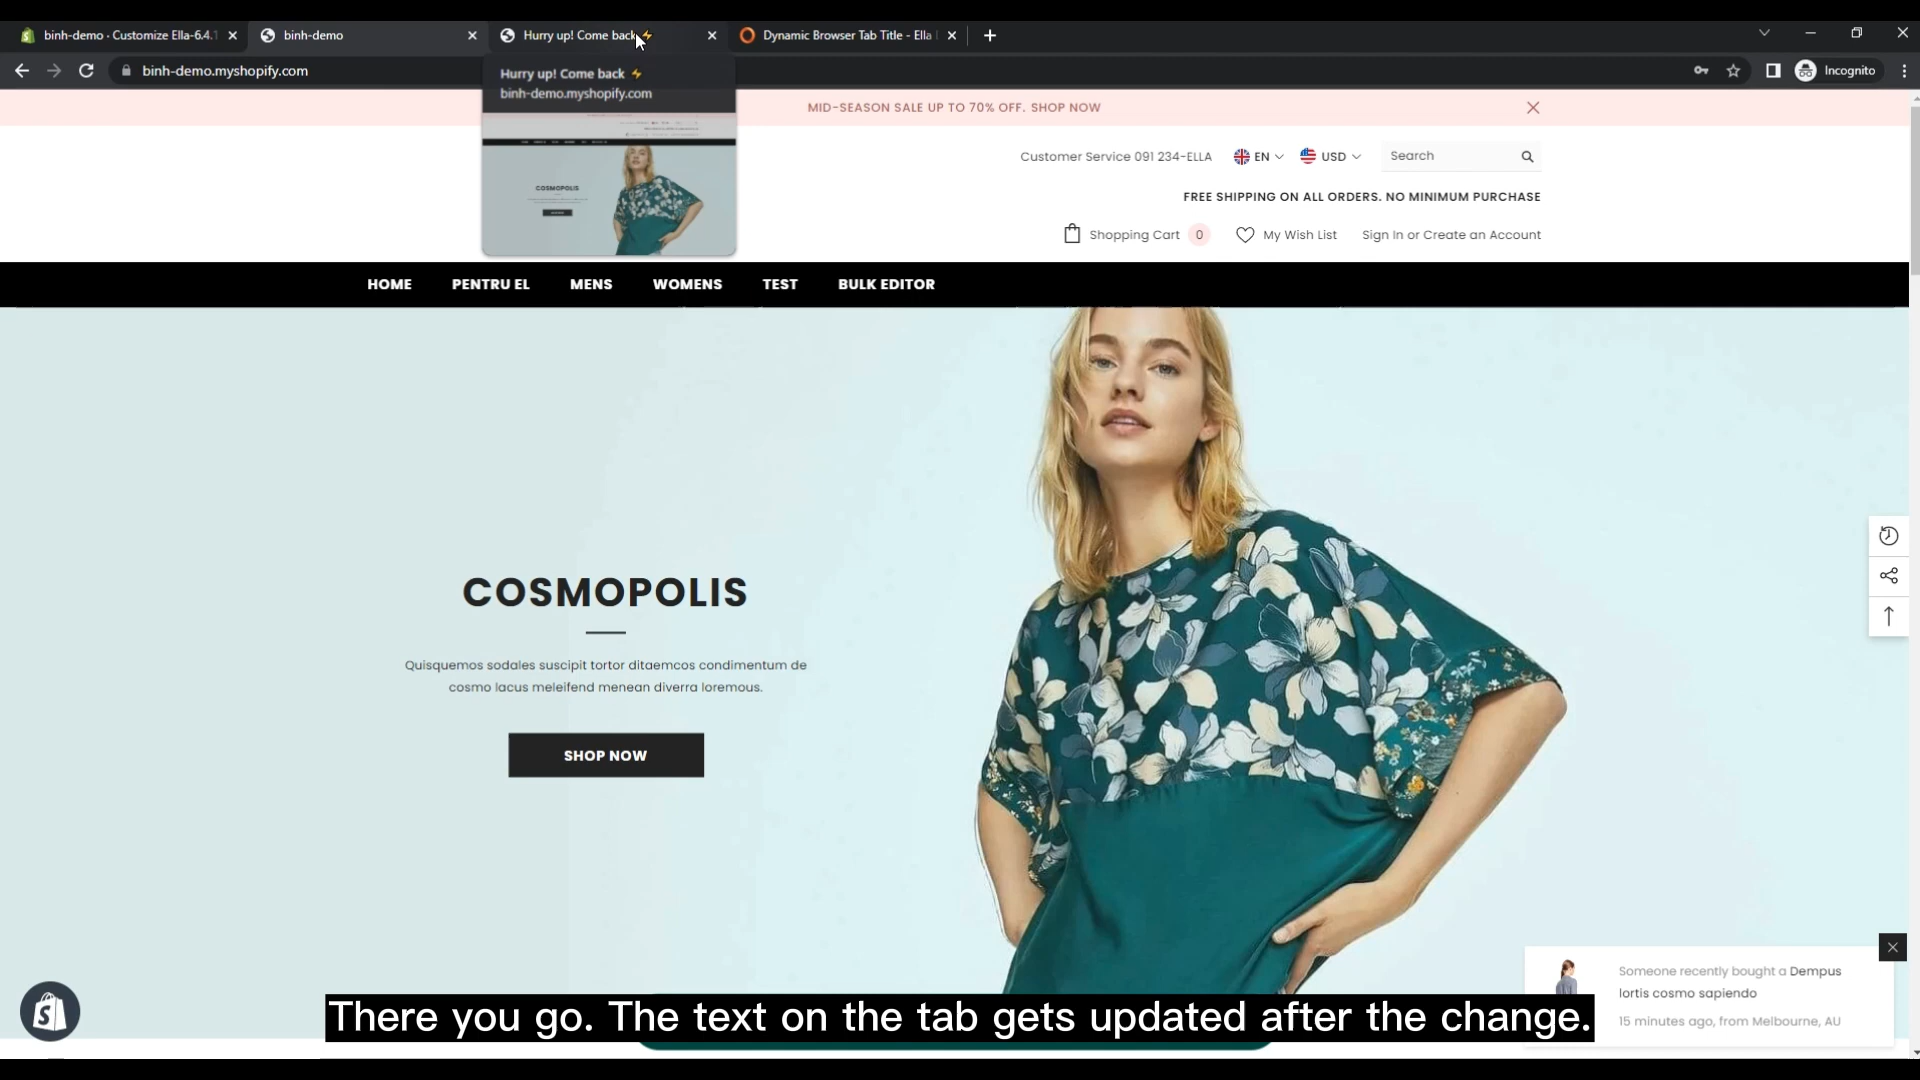 binh-demo · Customize Ella-6.4.1
binh-demo
Hurry up! Come back ⚡
Dynamic Browser Tab Title - Ella
binh-demo.myshopify.com
Incognito
Hurry up! Come back ⚡
binh-demo.myshopify.com
MID-SEASON SALE UP TO 70% OFF. SHOP NOW
Customer Service 091 234-ELLA
EN
USD
Search
FREE SHIPPING ON ALL ORDERS. NO MINIMUM PURCHASE
Shopping Cart 0
My Wish List
Sign In or Create an Account
COSMOPOLIS
HOME
PENTRU EL
MENS
WOMENS
TEST
BULK EDITOR
COSMOPOLIS
Quisquemos sodales suscipit tortor ditaemcos condimentum de
cosmo lacus meleifend menean diverra loremous.
SHOP NOW
Someone recently bought a Dempus
lortis cosmo sapiendo
15 minutes ago, from Melbourne, AU
There you go. The text on the tab gets updated after the change.